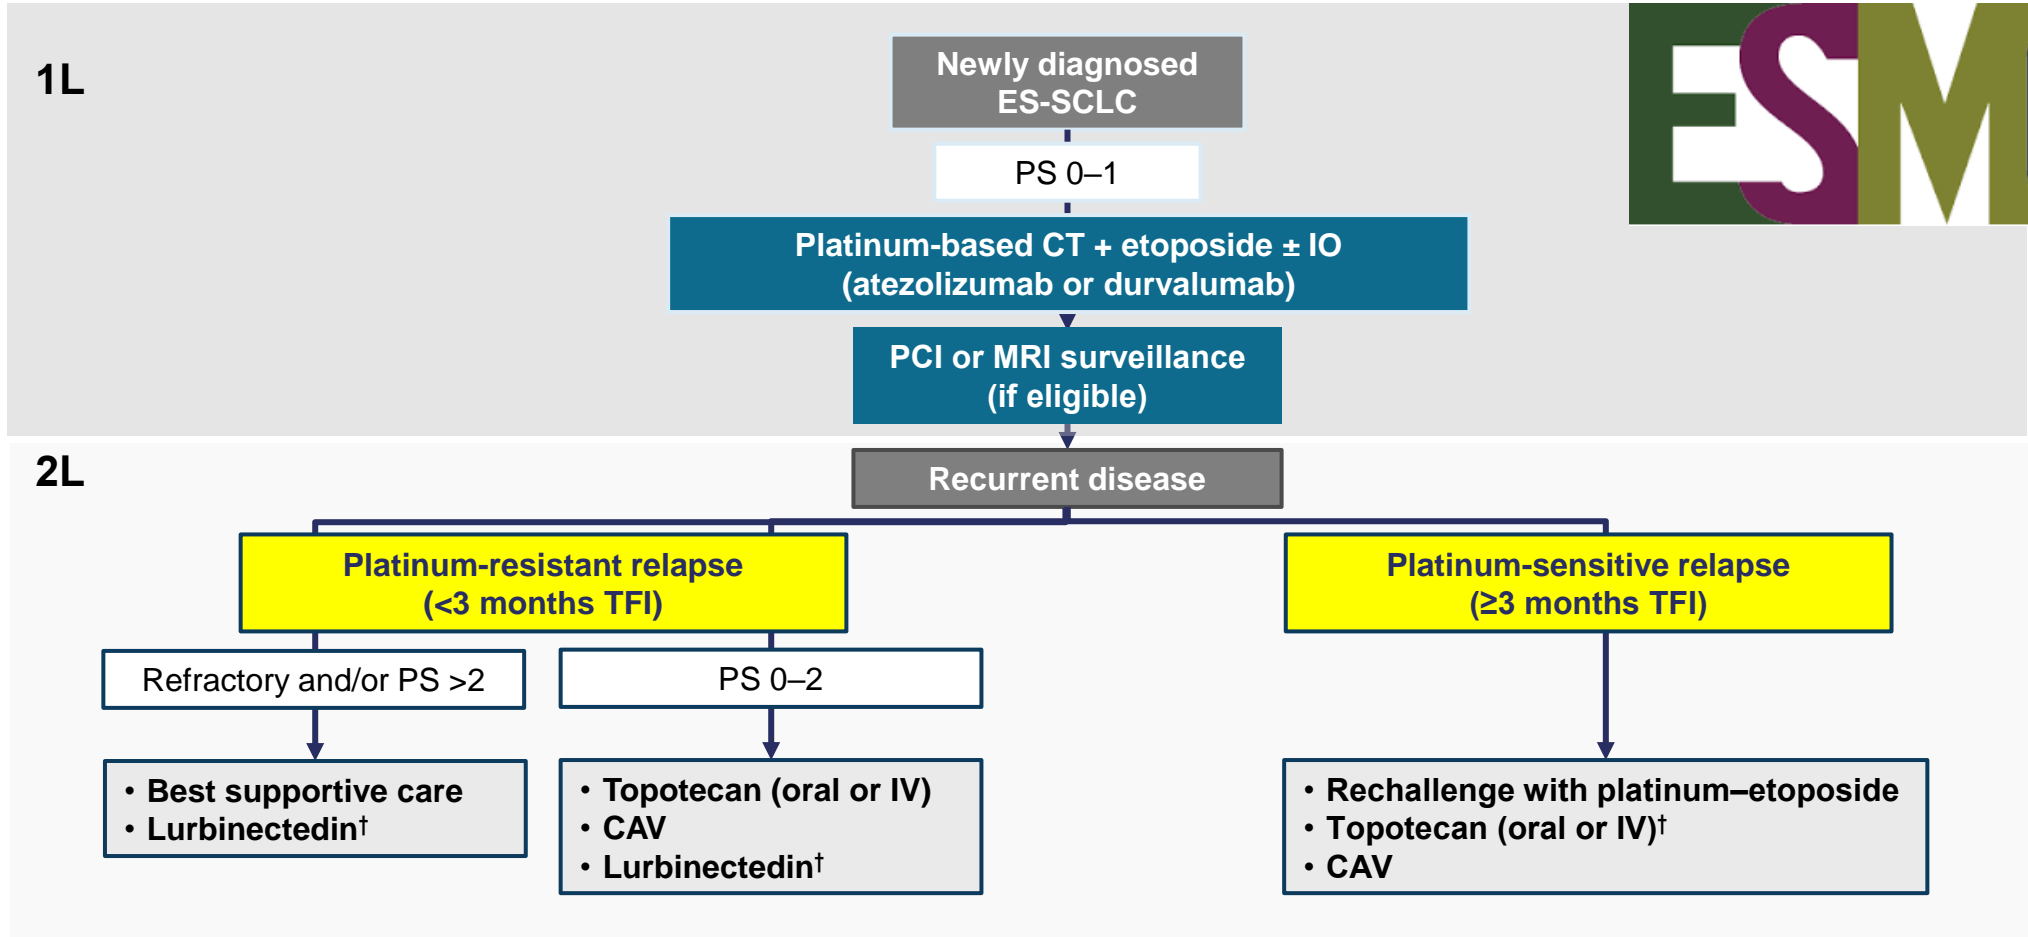 1L
Newly diagnosed
ES-SCLC
ESM
PS 0–1
Platinum-based CT + etoposide ± IO
(atezolizumab or durvalumab)
PCI or MRI surveillance
(if eligible)
2L
Recurrent disease
Platinum-resistant relapse
(<3 months TFI)
Platinum-sensitive relapse
(≥3 months TFI)
Refractory and/or PS >2
PS 0–2
• Best supportive care
• Lurbinectedin†
• Topotecan (oral or IV)
• CAV
• Lurbinectedin†
• Rechallenge with platinum–etoposide
• Topotecan (oral or IV)†
• CAV